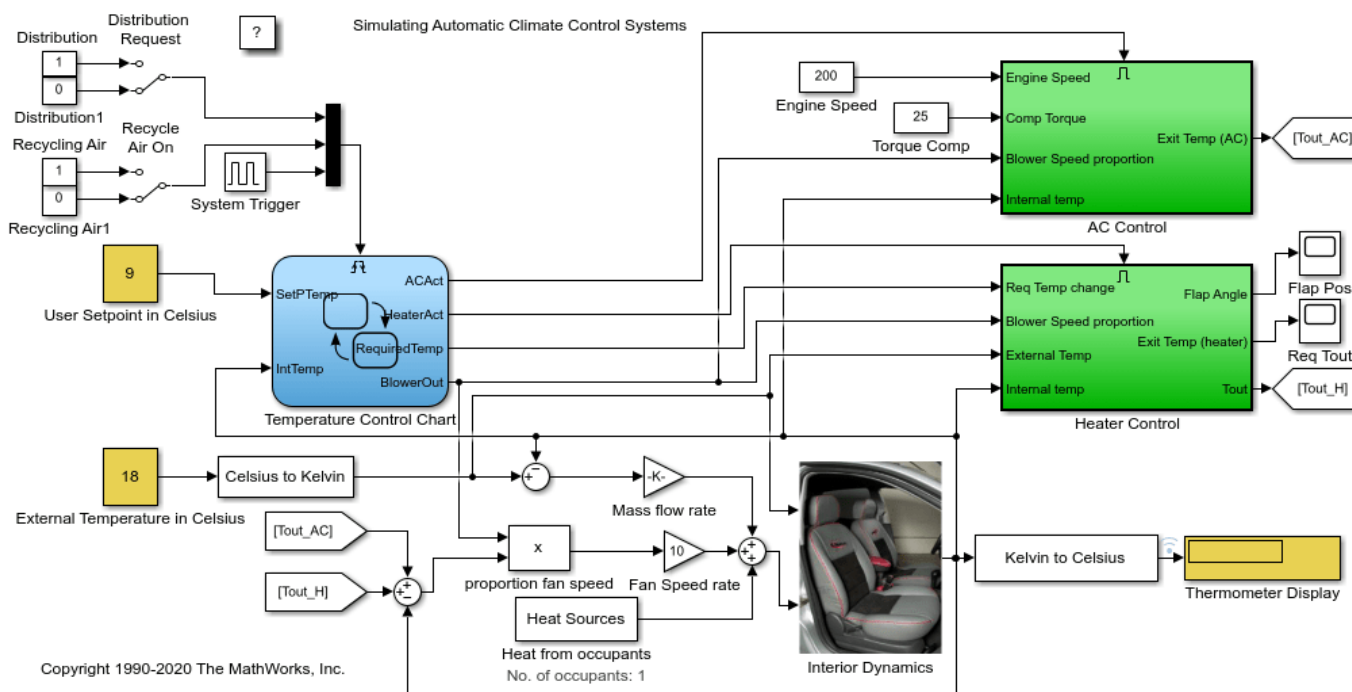 Simulating Automatic Climate Control Systems
Distribution
Distribution
Request
?
1
0
Distribution1
Recycling Air
Recycle
Air On
1
0
Recycling Air1
System Trigger
200
Engine Speed
25
Torque Comp
Engine Speed
Comp Torque
Blower Speed proportion
Internal temp
Exit Temp (AC)
AC Control
[Tout_AC]
9
User Setpoint in Celsius
SetPTemp
IntTemp
ACAct
HeaterAct
RequiredTemp
BlowerOut
Temperature Control Chart
Req Temp change
Blower Speed proportion
External Temp
Internal temp
Flap Angle
Exit Temp (heater)
Tout
Heater Control
Flap Pos
Req Tout
[Tout_H]
18
External Temperature in Celsius
Celsius to Kelvin
+
−
-K-
Mass flow rate
[Tout_AC]
[Tout_H]
+
+
−
x
proportion fan speed
10
Fan Speed rate
+
+
+
Heat Sources
Heat from occupants
No. of occupants: 1
Interior Dynamics
Kelvin to Celsius
Thermometer Display
Copyright 1990-2020 The MathWorks, Inc.